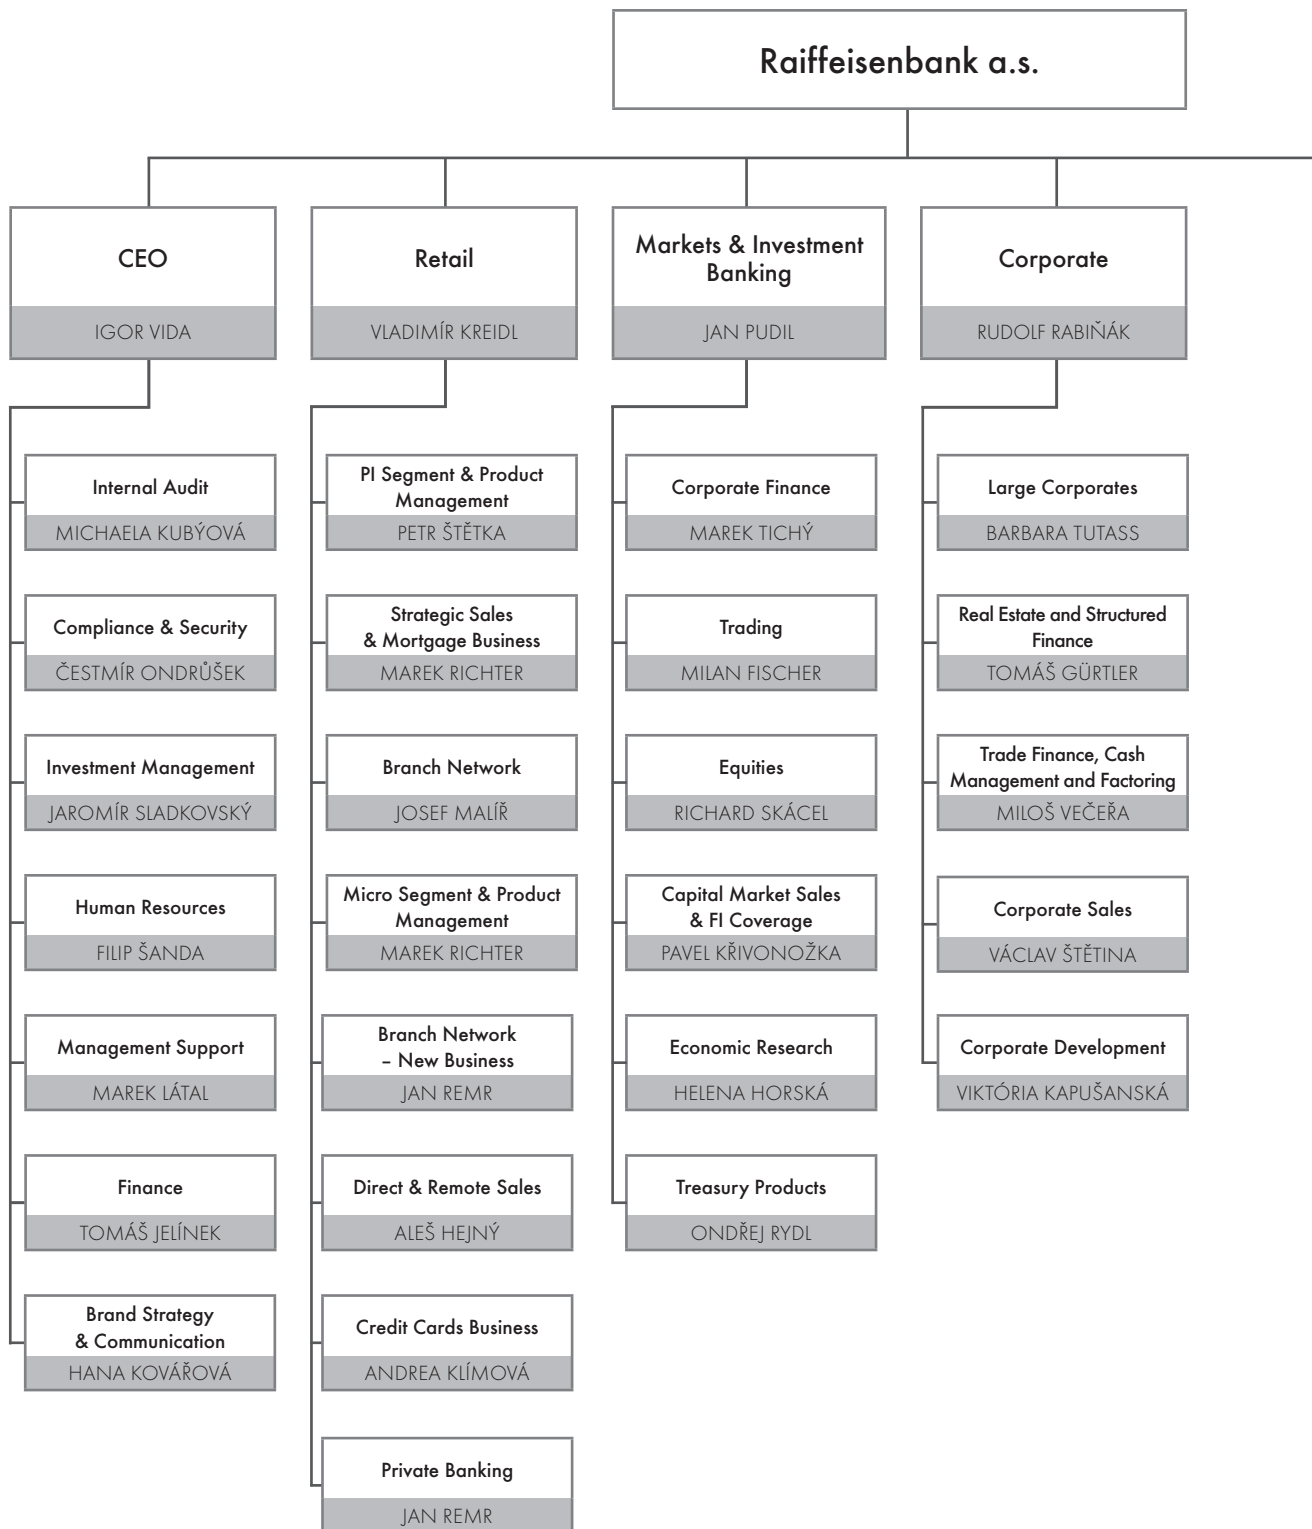 Raiffeisenbank a.s.
CEO
IGOR VIDA
Retail
VLADIMÍR KREIDL
Markets & Investment
Banking
JAN PUDIL
Corporate
RUDOLF RABIŇÁK
Internal Audit
MICHAELA KUBÝOVÁ
Compliance & Security
ČESTMÍR ONDRŮŠEK
Investment Management
JAROMÍR SLADKOVSKÝ
Human Resources
FILIP ŠANDA
Management Support
MAREK LÁTAL
Finance
TOMÁŠ JELÍNEK
Brand Strategy
& Communication
HANA KOVÁŘOVÁ
PI Segment & Product
Management
PETR ŠTĚTKA
Strategic Sales
& Mortgage Business
MAREK RICHTER
Branch Network
JOSEF MALÍŘ
Micro Segment & Product
Management
MAREK RICHTER
Branch Network
– New Business
JAN REMR
Direct & Remote Sales
ALEŠ HEJNÝ
Credit Cards Business
ANDREA KLÍMOVÁ
Private Banking
JAN REMR
Corporate Finance
MAREK TICHÝ
Trading
MILAN FISCHER
Equities
RICHARD SKÁCEL
Capital Market Sales
& FI Coverage
PAVEL KŘIVONOŽKA
Economic Research
HELENA HORSKÁ
Treasury Products
ONDŘEJ RYDL
Large Corporates
BARBARA TUTASS
Real Estate and Structured
Finance
TOMÁŠ GÜRTLER
Trade Finance, Cash
Management and Factoring
MILOŠ VEČEŘA
Corporate Sales
VÁCLAV ŠTĚTINA
Corporate Development
VIKTÓRIA KAPUŠANSKÁ